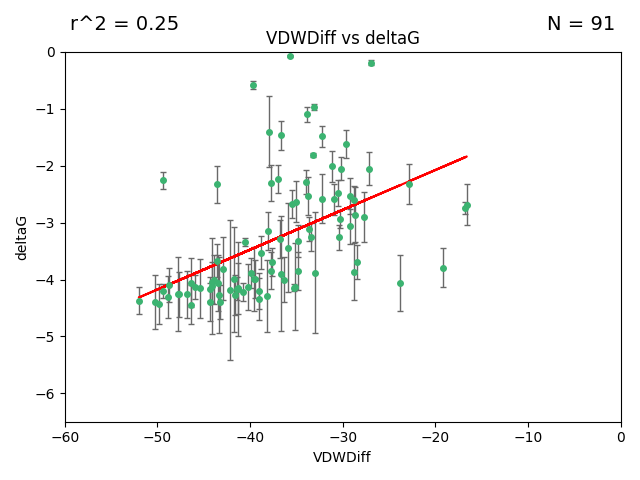 r^2 = 0.25
N = 91
VDWDiff vs deltaG
0
−1
−2
−3
−4
−5
−6
deltaG
−60 −50 −40 −30 −20 −10 0
VDWDiff